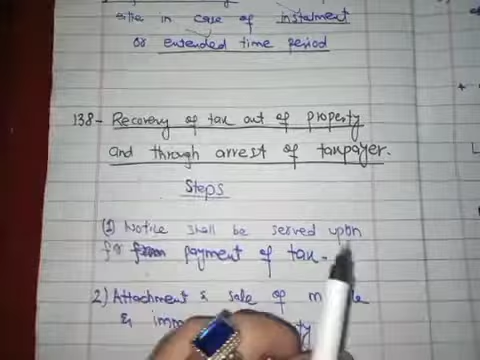 sitie in case of instalment
or extended time period
138- Recovery of tax out of property
and through arrest of taxpayer.
Steps
(1) Notice shall be served upon
for payment of tax.
2) Attachment & sale of
&